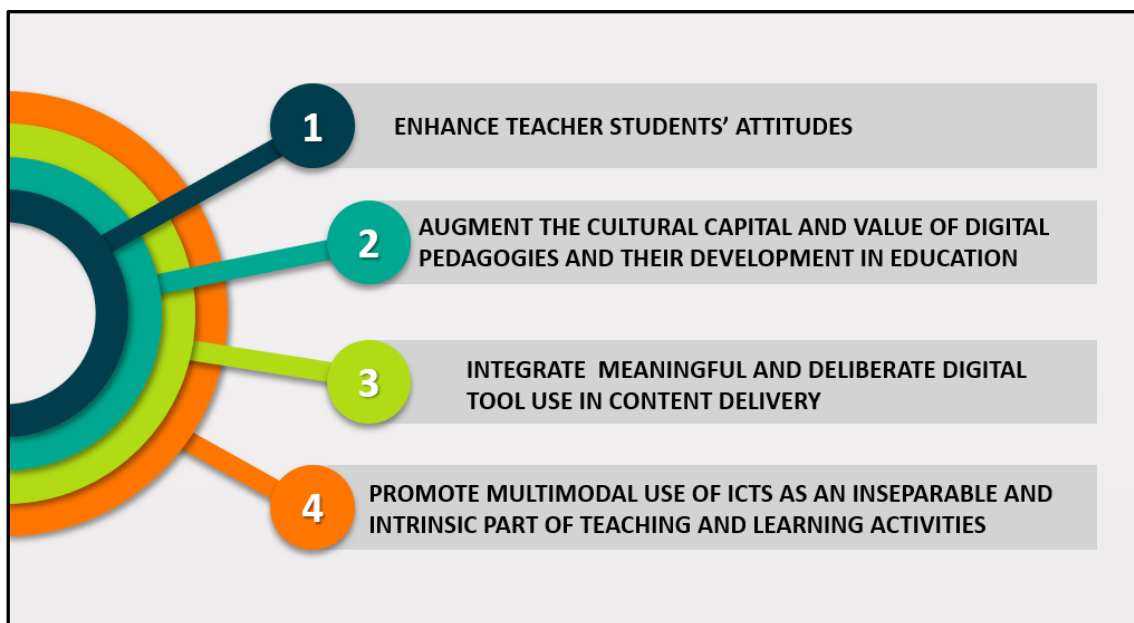 1
ENHANCE TEACHER STUDENTS’ ATTITUDES
2
AUGMENT THE CULTURAL CAPITAL AND VALUE OF DIGITAL
PEDAGOGIES AND THEIR DEVELOPMENT IN EDUCATION
3
INTEGRATE  MEANINGFUL AND DELIBERATE DIGITAL
TOOL USE IN CONTENT DELIVERY
4
PROMOTE MULTIMODAL USE OF ICTS AS AN INSEPARABLE AND
INTRINSIC PART OF TEACHING AND LEARNING ACTIVITIES